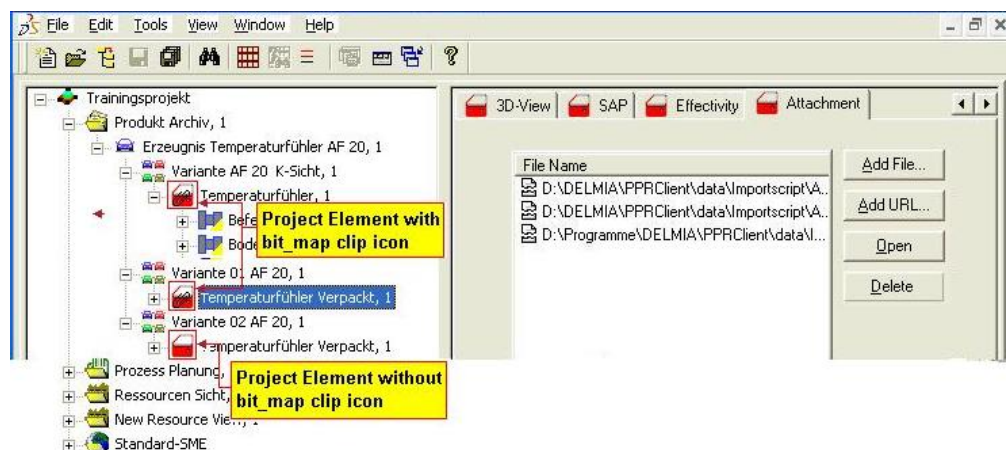 File Edit Tools View Window Help
Trainingsprojekt
Produkt Archiv, 1
Erzeugnis Temperaturfühler AF 20, 1
Variante AF 20 K-Sicht, 1
Temperaturfühler, 1
Befe
Bode
Variante 01 AF 20, 1
Temperaturfühler Verpackt, 1
Variante 02 AF 20, 1
Temperaturfühler Verpackt, 1
Prozess Planung,
Ressourcen Sicht,
New Resource View, 1
Standard-SME
Project Element with
bit_map clip icon
Project Element without
bit_map clip icon
3D-View SAP Effectivity Attachment
File Name
D:\DELMIA\PPRClient\data\Importscript\A..
D:\DELMIA\PPRClient\data\Importscript\A..
D:\Programme\DELMIA\PPRClient\data\I...
Add File...
Add URL...
Open
Delete